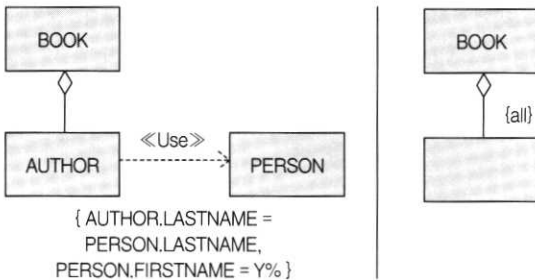 BOOK
AUTHOR
≪Use≫
PERSON
{ AUTHOR.LASTNAME =
PERSON.LASTNAME,
PERSON.FIRSTNAME = Y% }
BOOK
{all}